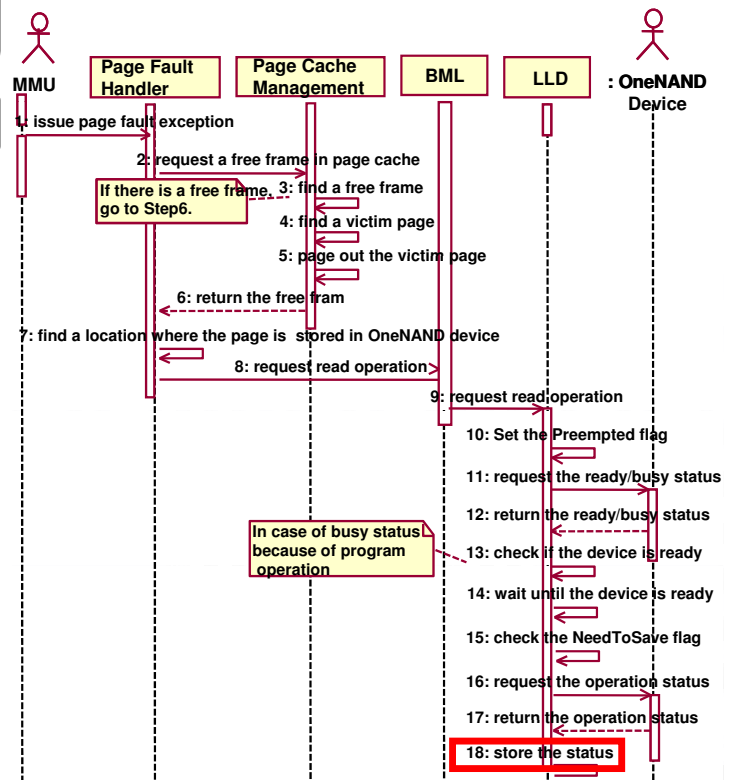 MMU
Page Fault
Handler
Page Cache
Management
BML
LLD
: OneNAND
Device
1: issue page fault exception
2: request a free frame in page cache
If there is a free frame,
go to Step6.
3: find a free frame
4: find a victim page
5: page out the victim page
6: return the free fram
7: find a location where the page is stored in OneNAND device
8: request read operation
9: request read operation
10: Set the Preempted flag
11: request the ready/busy status
12: return the ready/busy status
In case of busy status
because of program
operation
13: check if the device is ready
14: wait until the device is ready
15: check the NeedToSave flag
16: request the operation status
17: return the operation status
18: store the status